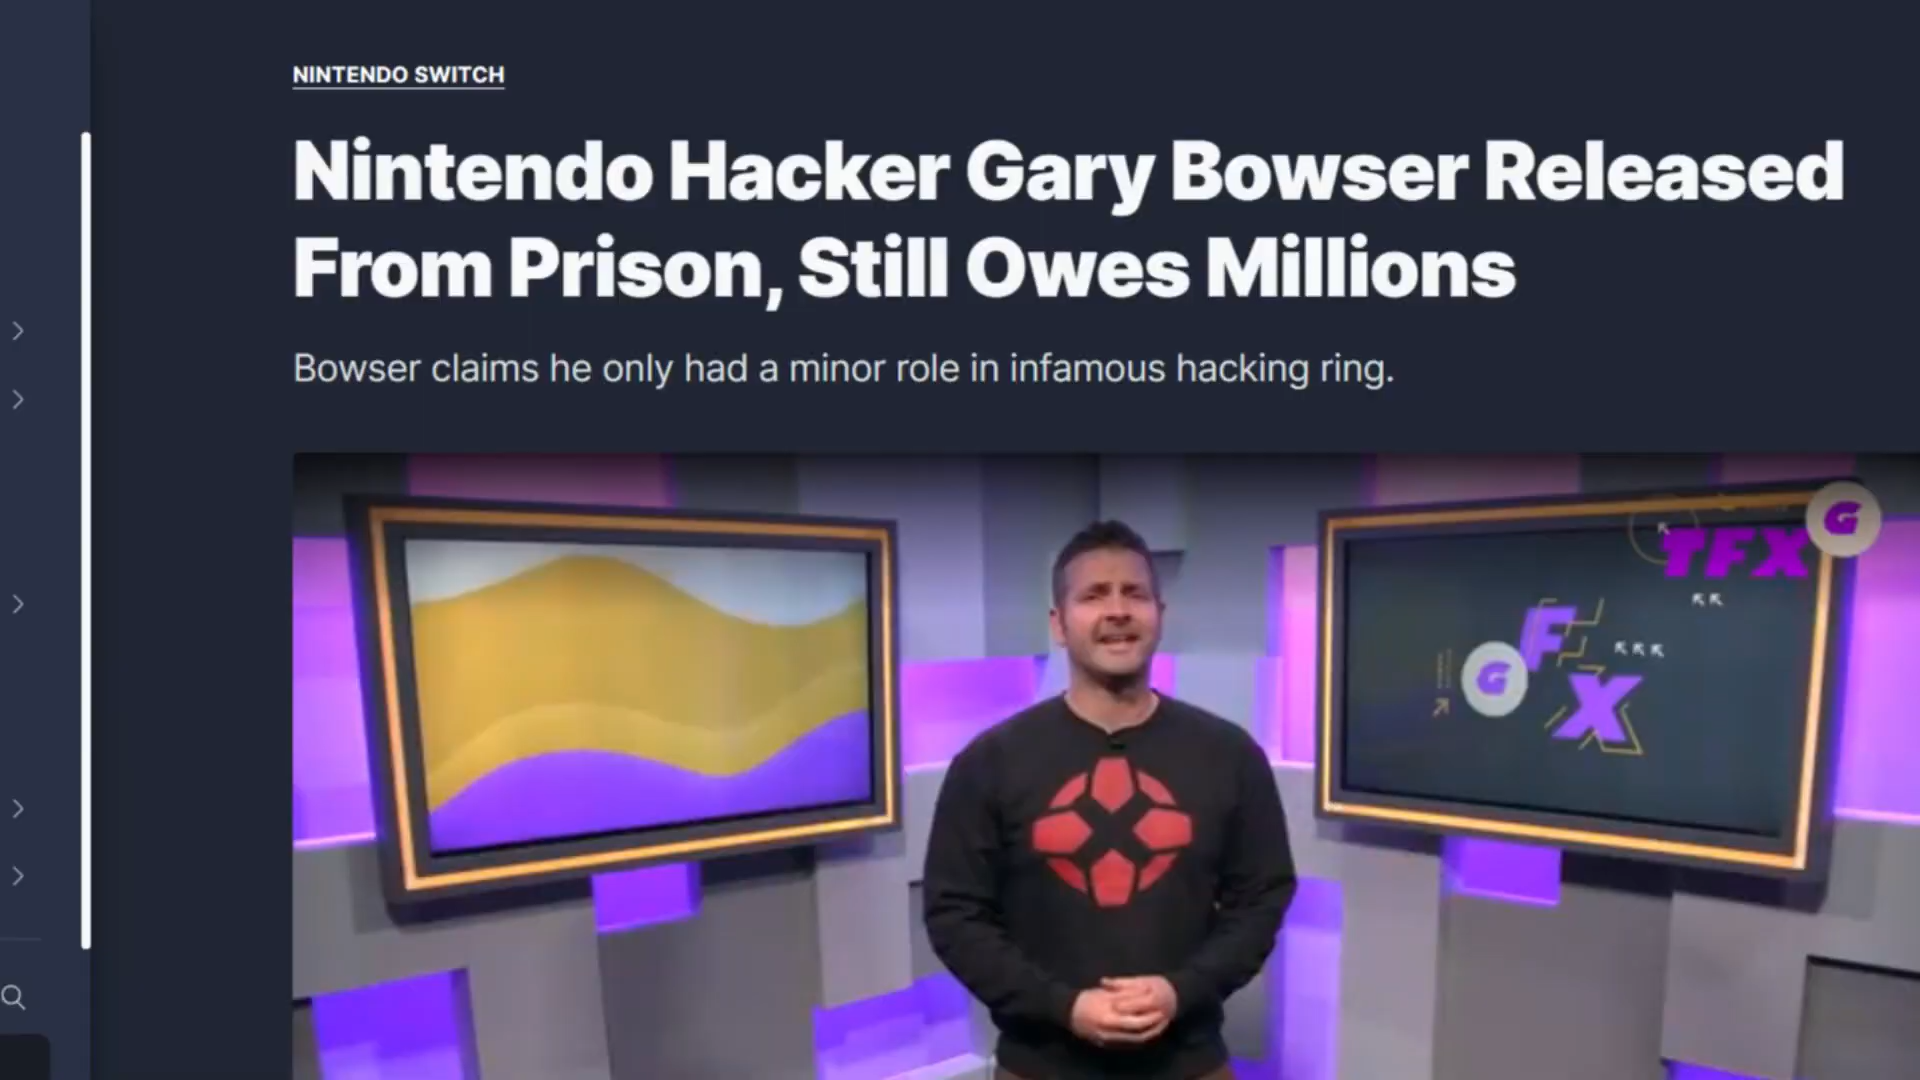 NINTENDO SWITCH
Nintendo Hacker Gary Bowser Released
From Prison, Still Owes Millions
Bowser claims he only had a minor role in infamous hacking ring.
G
TFX
F
G
X